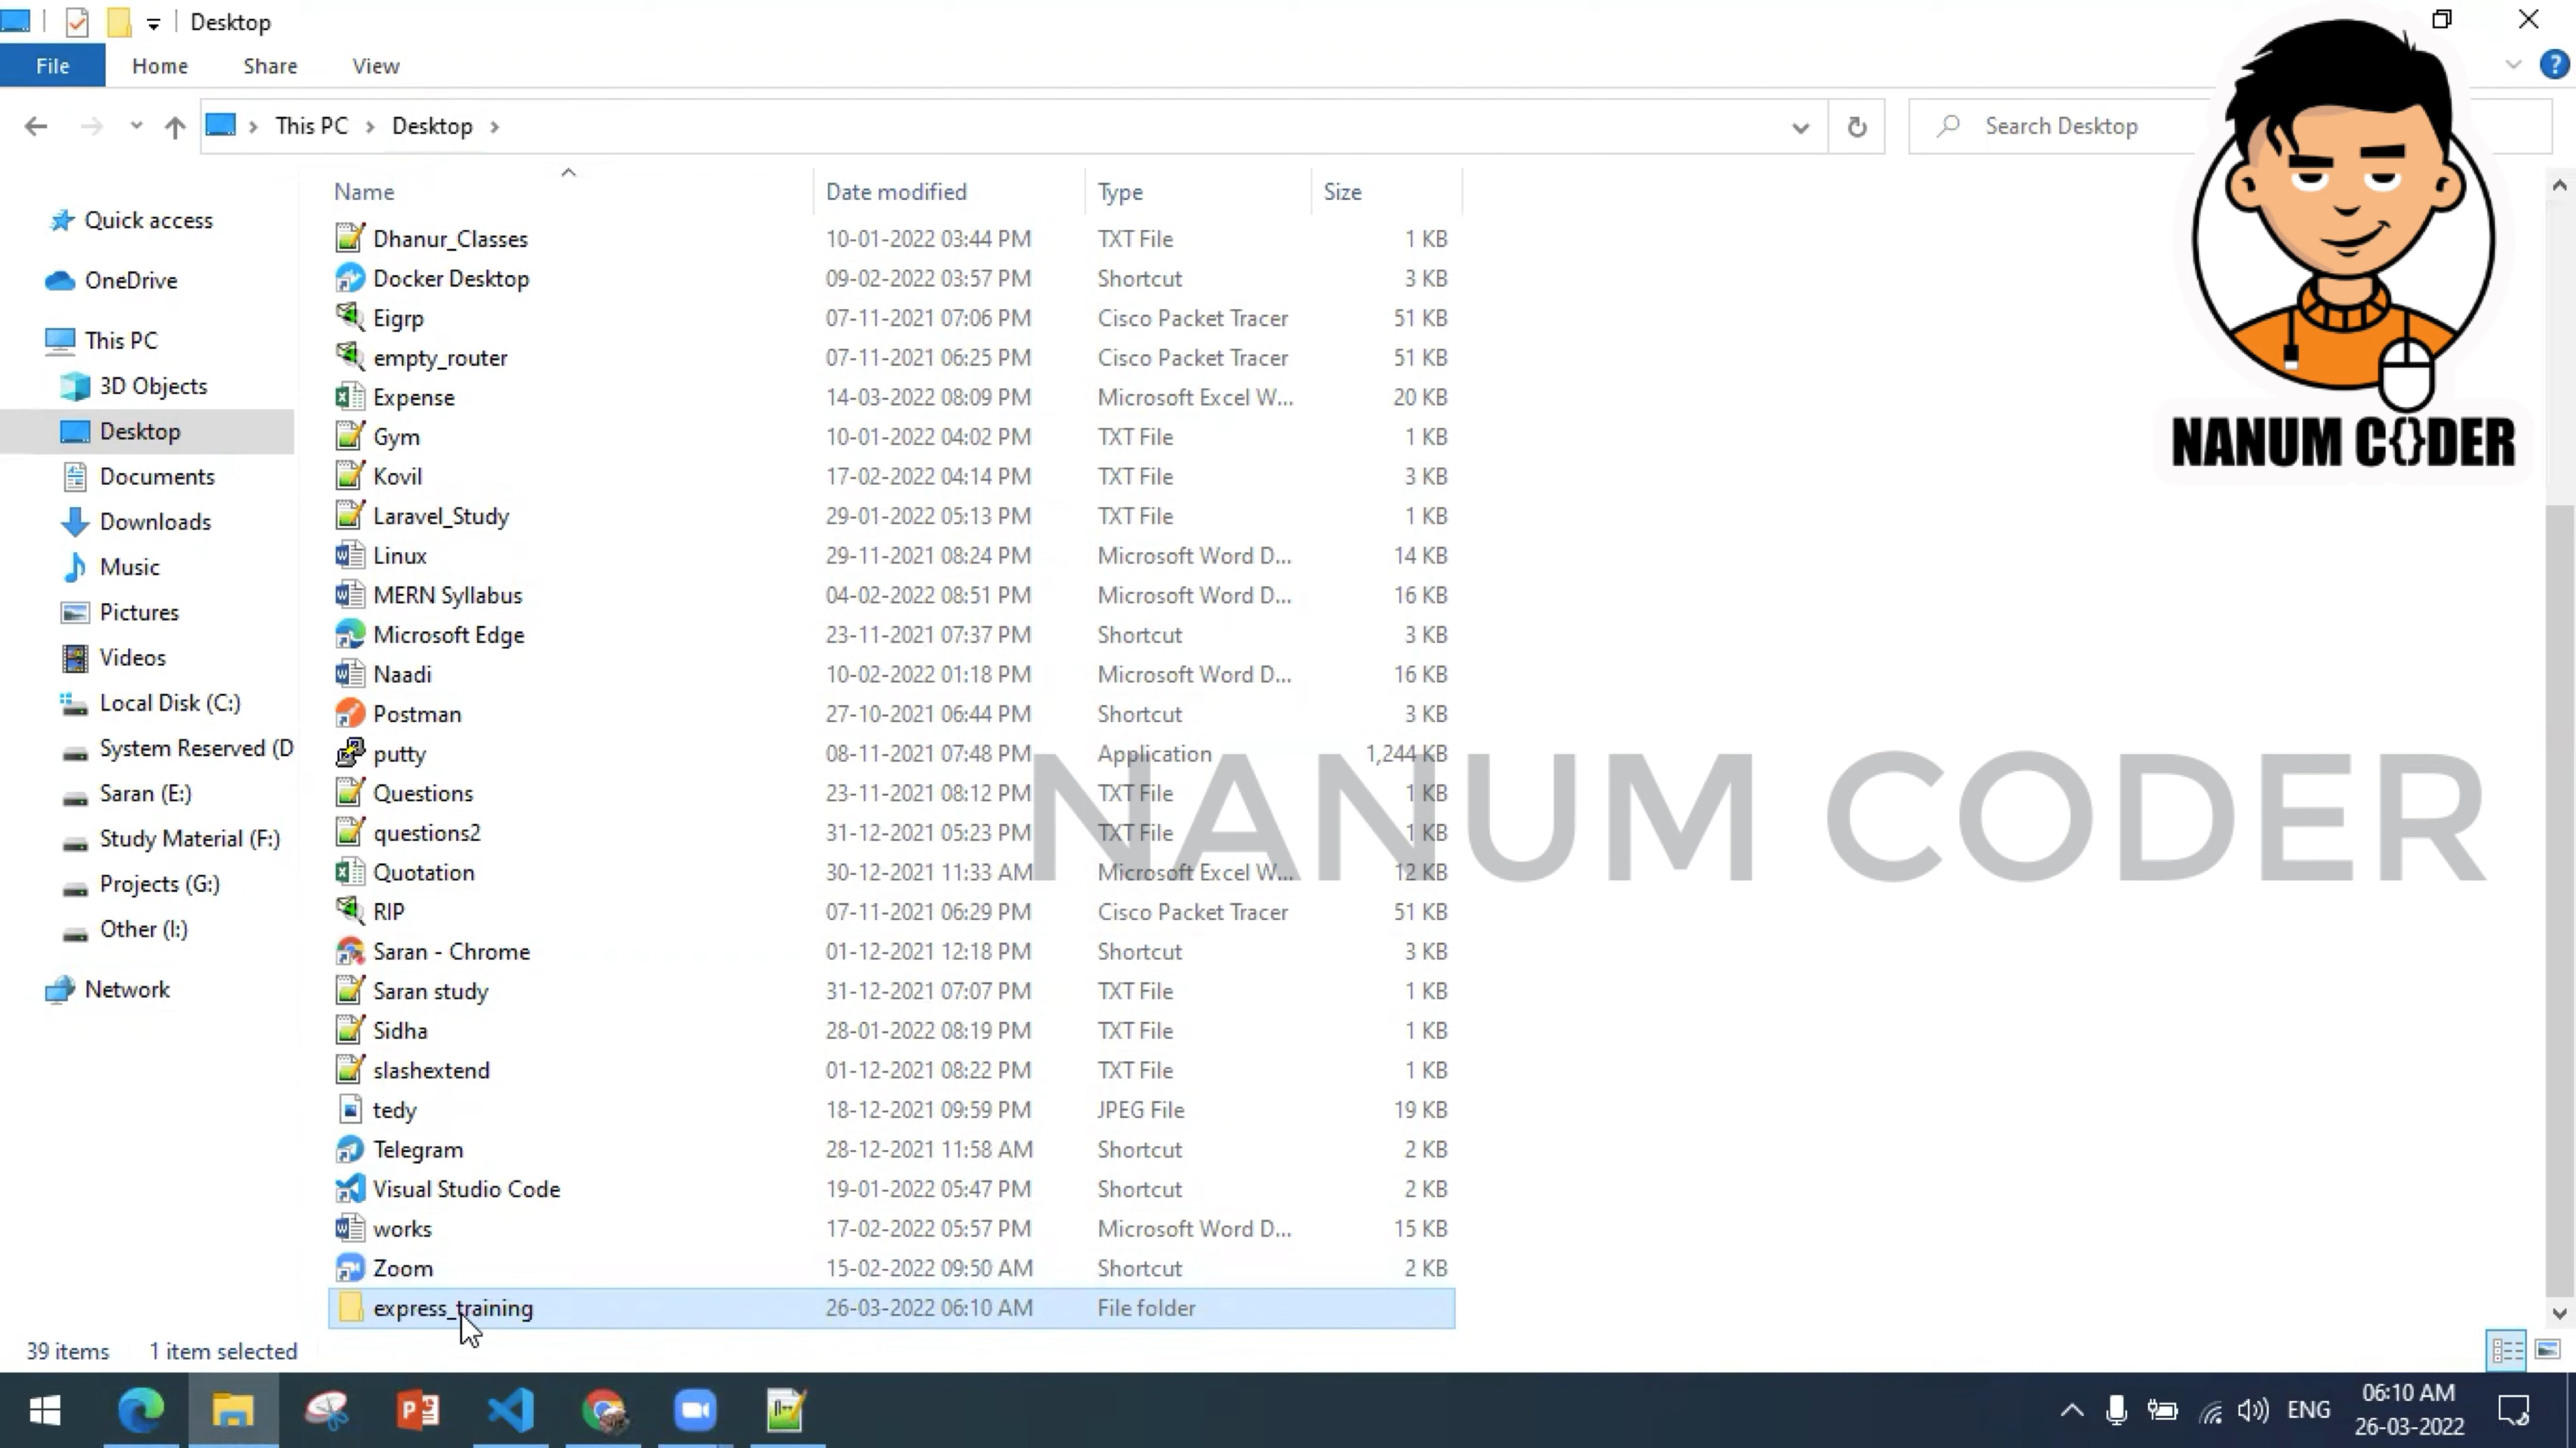 Desktop
File Home Share View
This PC Desktop
Search Desktop
Name Date modified Type Size
Quick access
OneDrive
This PC
3D Objects
Desktop
Documents
Downloads
Music
Pictures
Videos
Local Disk (C:)
System Reserved (D
Saran (E:)
Study Material (F:)
Projects (G:)
Other (I:)
Network
Dhanur_Classes 10-01-2022 03:44 PM TXT File 1 KB
Docker Desktop 09-02-2022 03:57 PM Shortcut 3 KB
Eigrp 07-11-2021 07:06 PM Cisco Packet Tracer 51 KB
empty_router 07-11-2021 06:25 PM Cisco Packet Tracer 51 KB
Expense 14-03-2022 08:09 PM Microsoft Excel W... 20 KB
Gym 10-01-2022 04:02 PM TXT File 1 KB
Kovil 17-02-2022 04:14 PM TXT File 3 KB
Laravel_Study 29-01-2022 05:13 PM TXT File 1 KB
Linux 29-11-2021 08:24 PM Microsoft Word D... 14 KB
MERN Syllabus 04-02-2022 08:51 PM Microsoft Word D... 16 KB
Microsoft Edge 23-11-2021 07:37 PM Shortcut 3 KB
Naadi 10-02-2022 01:18 PM Microsoft Word D... 16 KB
Postman 27-10-2021 06:44 PM Shortcut 3 KB
putty 08-11-2021 07:48 PM Application 1,244 KB
Questions 23-11-2021 08:12 PM TXT File 1 KB
questions2 31-12-2021 05:23 PM TXT File 1 KB
Quotation 30-12-2021 11:33 AM Microsoft Excel W... 12 KB
RIP 07-11-2021 06:29 PM Cisco Packet Tracer 51 KB
Saran - Chrome 01-12-2021 12:18 PM Shortcut 3 KB
Saran study 31-12-2021 07:07 PM TXT File 1 KB
Sidha 28-01-2022 08:19 PM TXT File 1 KB
slashextend 01-12-2021 08:22 PM TXT File 1 KB
tedy 18-12-2021 09:59 PM JPEG File 19 KB
Telegram 28-12-2021 11:58 AM Shortcut 2 KB
Visual Studio Code 19-01-2022 05:47 PM Shortcut 2 KB
works 17-02-2022 05:57 PM Microsoft Word D... 15 KB
Zoom 15-02-2022 09:50 AM Shortcut 2 KB
express_training 26-03-2022 06:10 AM File folder
NANUM C{}DER
NANUM CODER
39 items 1 item selected
ENG
06:10 AM
26-03-2022